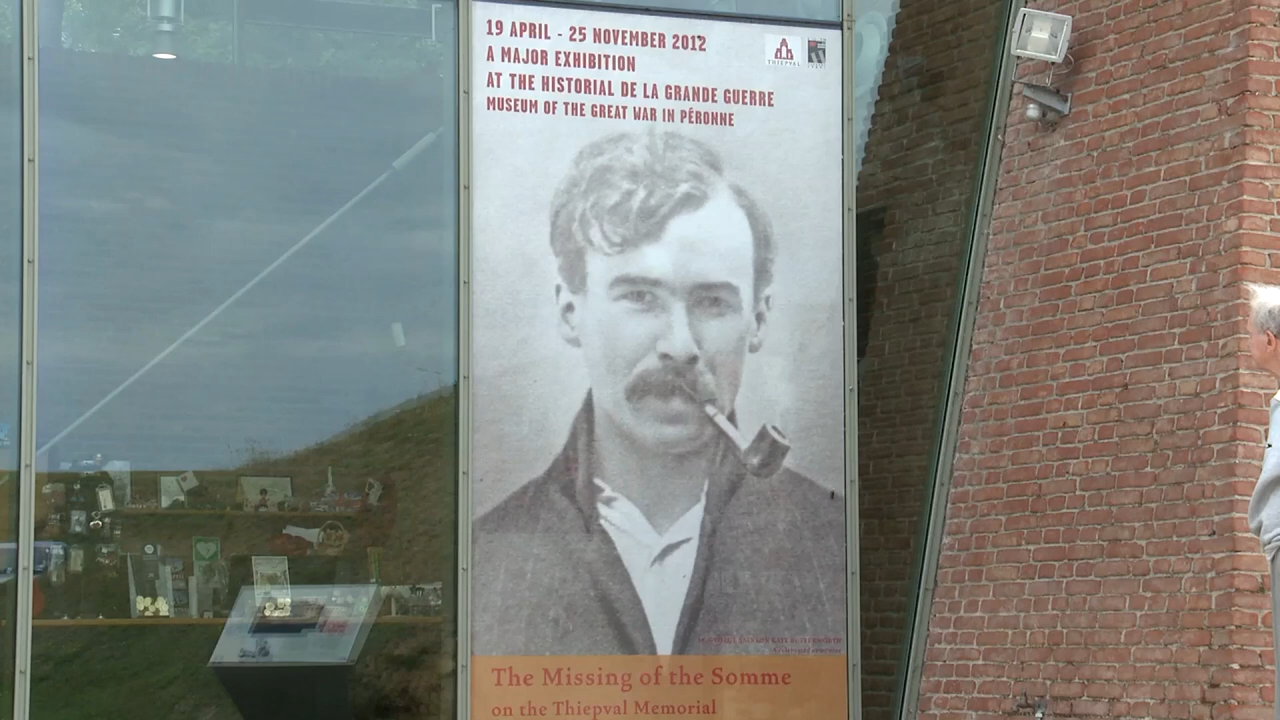 19 APRIL - 25 NOVEMBER 2012
A MAJOR EXHIBITION
AT THE HISTORIAL DE LA GRANDE GUERRE
MUSEUM OF THE GREAT WAR IN PÉRONNE
THIEPVAL
The Missing of the Somme
on the Thiepval Memorial